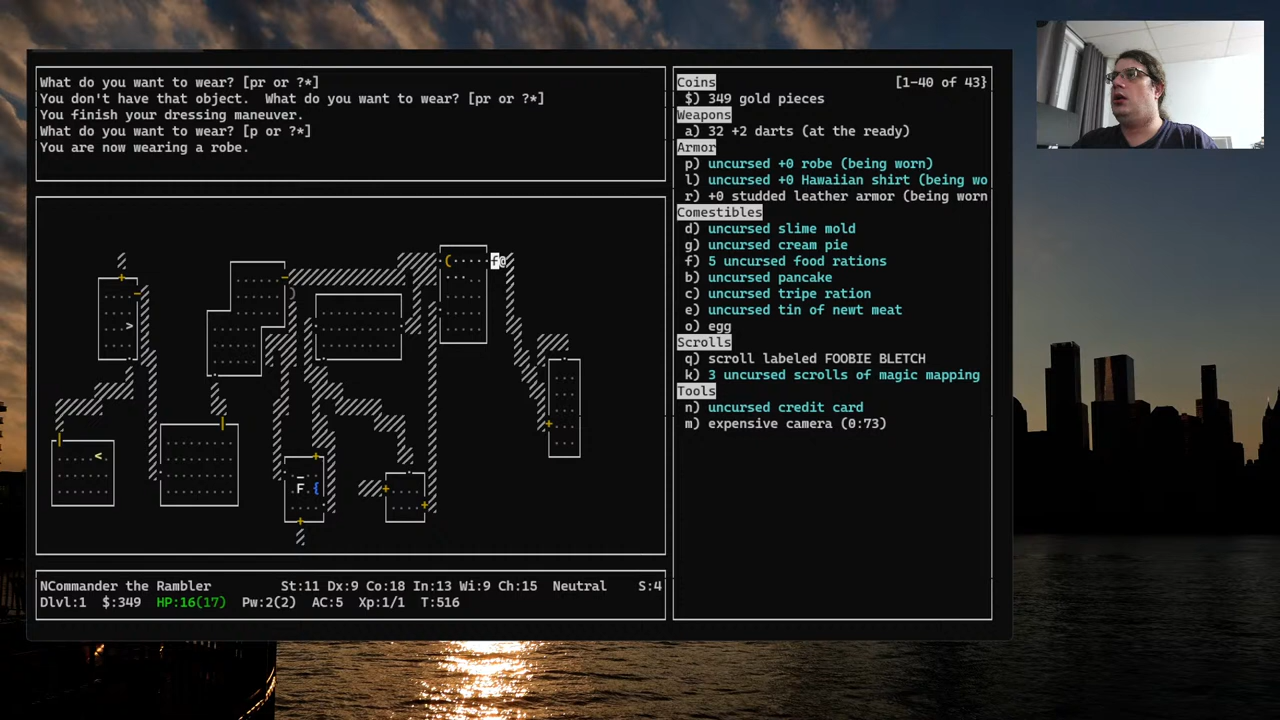 What do you want to wear? [pr or ?*]
You don't have that object.  What do you want to wear? [pr or ?*]
You finish your dressing maneuver.
What do you want to wear? [p or ?*]
You are now wearing a robe.
Coins [1-40 of 43}
$) 349 gold pieces
Weapons
a) 32 +2 darts (at the ready)
Armor
p) uncursed +0 robe (being worn)
l) uncursed +0 Hawaiian shirt (being wo
r) +0 studded leather armor (being worn
Comestibles
d) uncursed slime mold
g) uncursed cream pie
f) 5 uncursed food rations
b) uncursed pancake
c) uncursed tripe ration
e) uncursed tin of newt meat
o) egg
Scrolls
q) scroll labeled FOOBIE BLETCH
k) 3 uncursed scrolls of magic mapping
Tools
n) uncursed credit card
m) expensive camera (0:73)
NCommander the Rambler St:11 Dx:9 Co:18 In:13 Wi:9 Ch:15 Neutral S:4
Dlvl:1 $:349 HP:16(17) Pw:2(2) AC:5 Xp:1/1 T:516